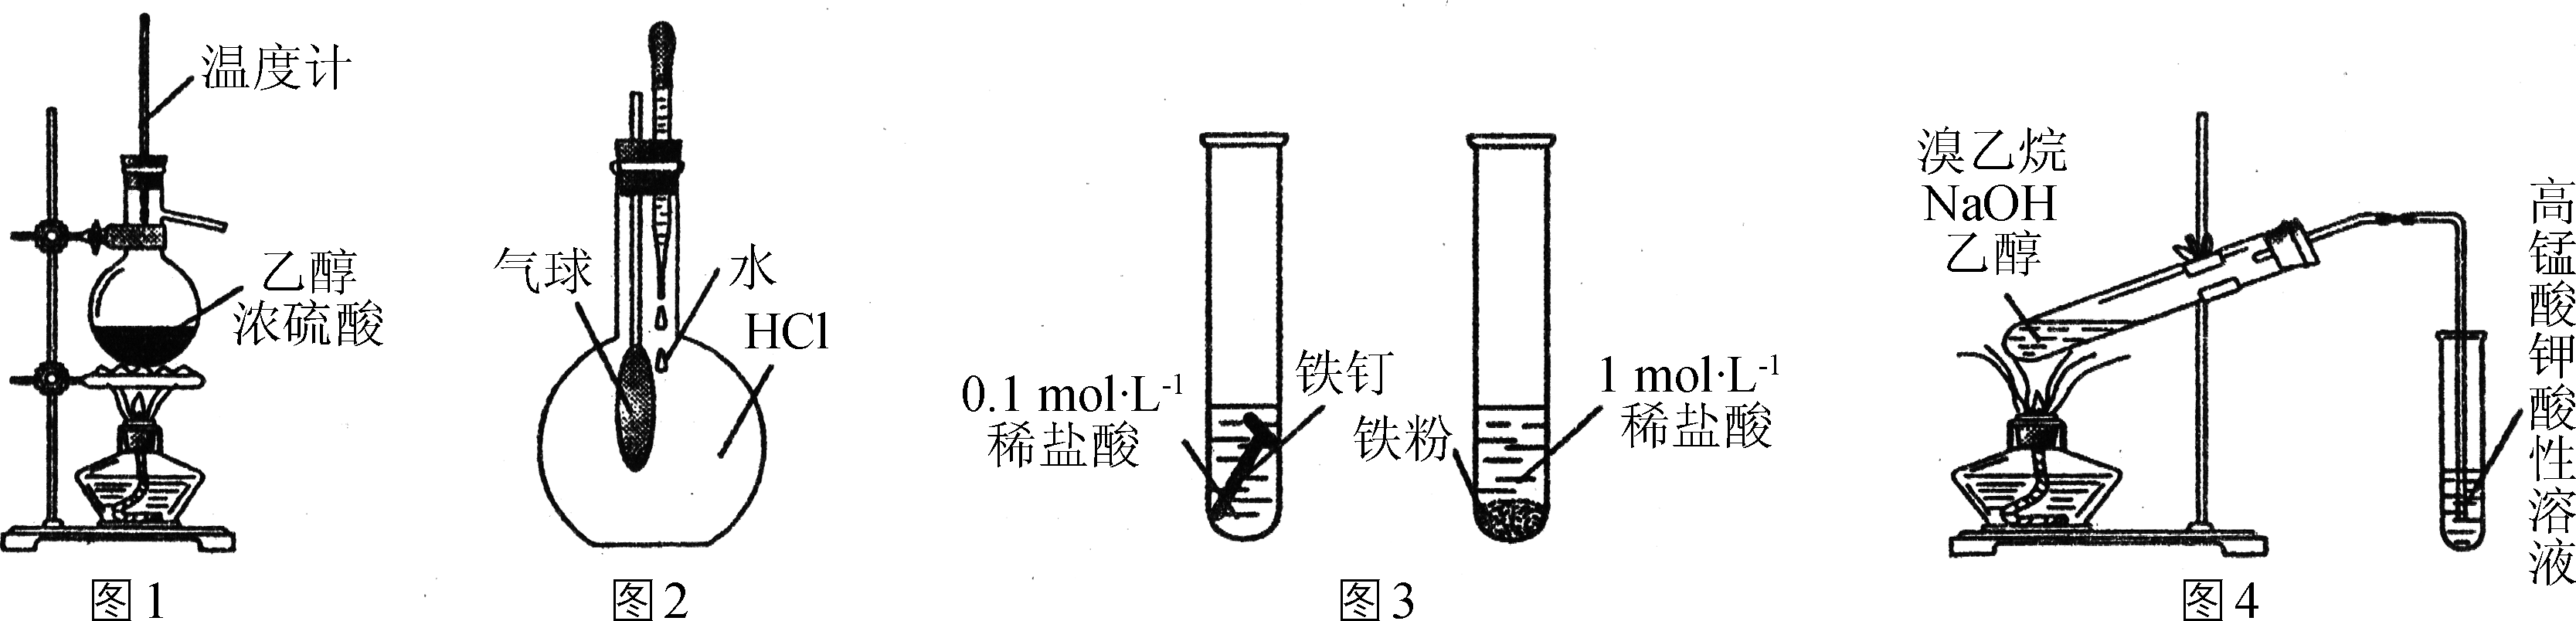 温度计
乙醇
浓硫酸
图1
气球
水
HCl
图2
0.1 mol·L-1
稀盐酸
铁钉
铁粉
1 mol·L-1
稀盐酸
图3
溴乙烷
NaOH
乙醇
高锰酸钾酸性溶液
图4